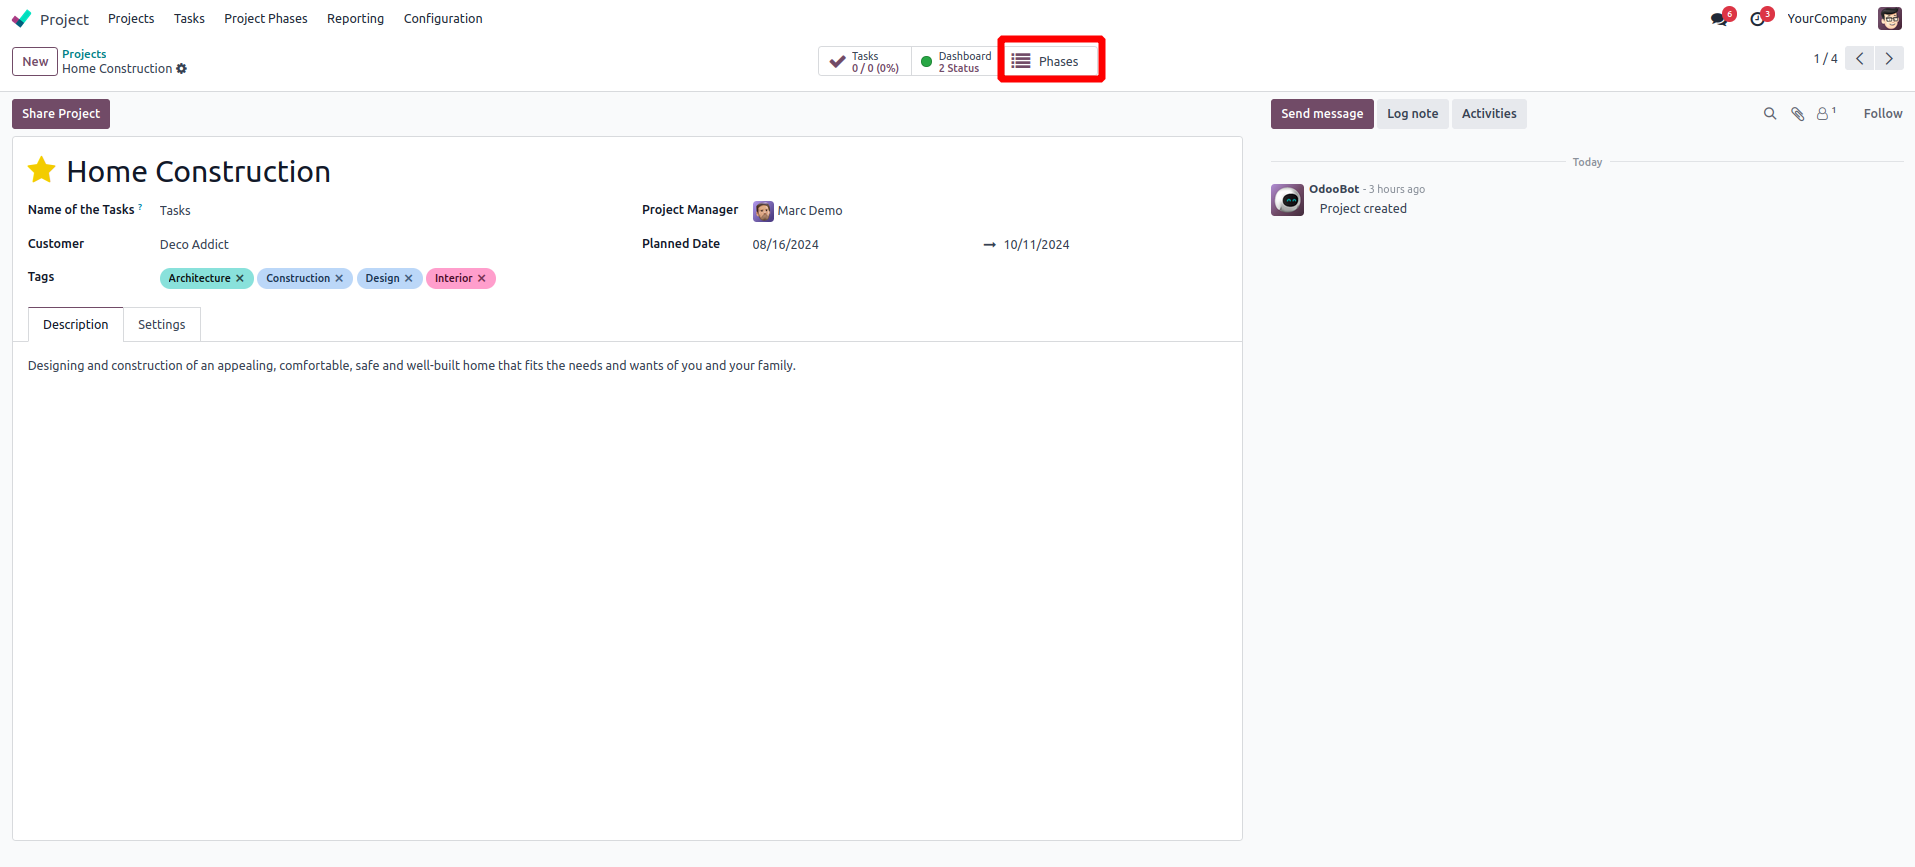 Project Projects Tasks Project Phases Reporting Configuration 6 3 YourCompany
New Projects
Home Construction
Tasks
0 / 0 (0%)
Dashboard
2 Status
Phases
1 / 4
Share Project
Send message Log note Activities 1 Follow
Home Construction
Name of the Tasks ? Tasks
Project Manager Marc Demo
Customer Deco Addict
Planned Date 08/16/2024 → 10/11/2024
Tags Architecture × Construction × Design × Interior ×
Description Settings
Designing and construction of an appealing, comfortable, safe and well-built home that fits the needs and wants of you and your family.
Today
OdooBot - 3 hours ago
Project created